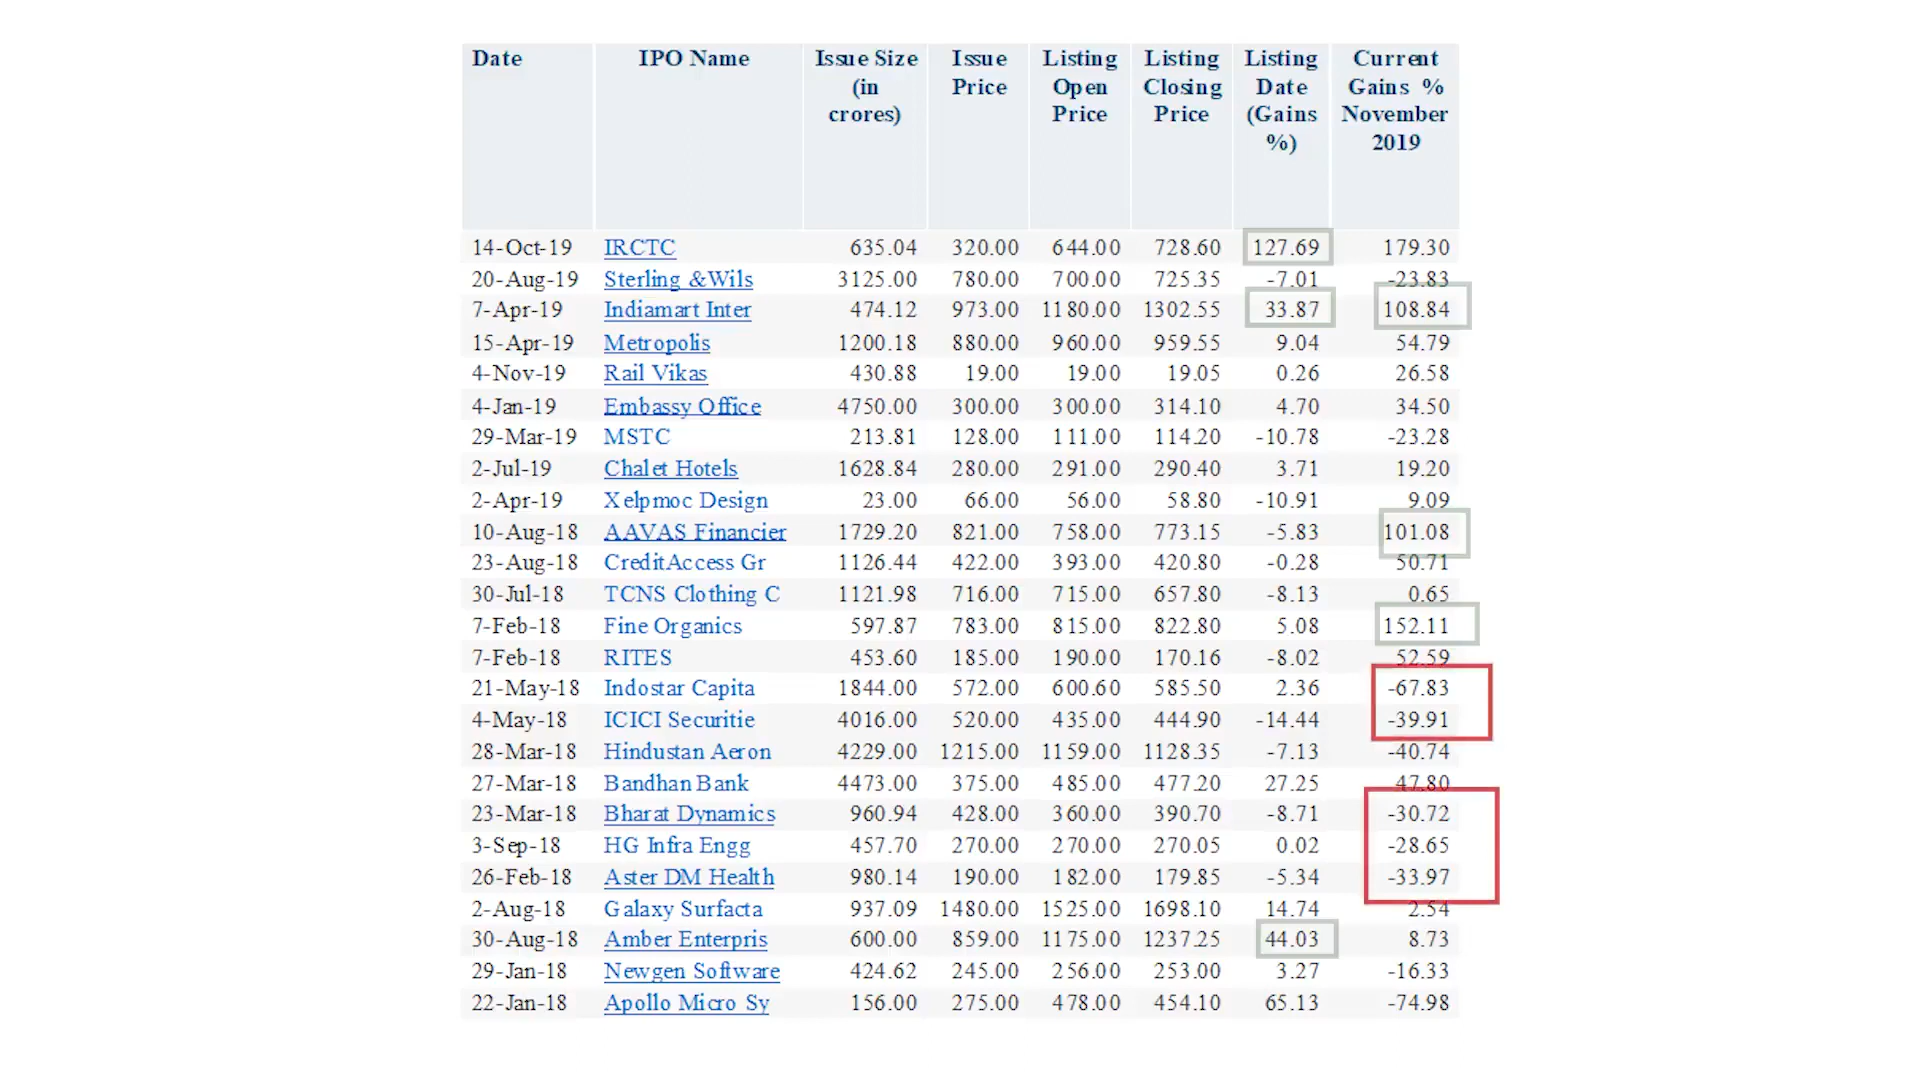 Date IPO Name Issue Size (in crores) Issue Price Listing Open Price Listing Closing Price Listing Date (Gains %) Current Gains % November 2019
14-Oct-19 IRCTC 635.04 320.00 644.00 728.60 127.69 179.30
20-Aug-19 Sterling &Wils 3125.00 780.00 700.00 725.35 -7.01 -23.83
7-Apr-19 Indiamart Inter 474.12 973.00 1180.00 1302.55 33.87 108.84
15-Apr-19 Metropolis 1200.18 880.00 960.00 959.55 9.04 54.79
4-Nov-19 Rail Vikas 430.88 19.00 19.00 19.05 0.26 26.58
4-Jan-19 Embassy Office 4750.00 300.00 300.00 314.10 4.70 34.50
29-Mar-19 MSTC 213.81 128.00 111.00 114.20 -10.78 -23.28
2-Jul-19 Chalet Hotels 1628.84 280.00 291.00 290.40 3.71 19.20
2-Apr-19 Xelpmoc Design 23.00 66.00 56.00 58.80 -10.91 9.09
10-Aug-18 AAVAS Financier 1729.20 821.00 758.00 773.15 -5.83 101.08
23-Aug-18 CreditAccess Gr 1126.44 422.00 393.00 420.80 -0.28 50.71
30-Jul-18 TCNS Clothing C 1121.98 716.00 715.00 657.80 -8.13 0.65
7-Feb-18 Fine Organics 597.87 783.00 815.00 822.80 5.08 152.11
7-Feb-18 RITES 453.60 185.00 190.00 170.16 -8.02 52.59
21-May-18 Indostar Capita 1844.00 572.00 600.60 585.50 2.36 -67.83
4-May-18 ICICI Securitie 4016.00 520.00 435.00 444.90 -14.44 -39.91
28-Mar-18 Hindustan Aeron 4229.00 1215.00 1159.00 1128.35 -7.13 -40.74
27-Mar-18 Bandhan Bank 4473.00 375.00 485.00 477.20 27.25 47.80
23-Mar-18 Bharat Dynamics 960.94 428.00 360.00 390.70 -8.71 -30.72
3-Sep-18 HG Infra Engg 457.70 270.00 270.00 270.05 0.02 -28.65
26-Feb-18 Aster DM Health 980.14 190.00 182.00 179.85 -5.34 -33.97
2-Aug-18 Galaxy Surfacta 937.09 1480.00 1525.00 1698.10 14.74 2.54
30-Aug-18 Amber Enterpris 600.00 859.00 1175.00 1237.25 44.03 8.73
29-Jan-18 Newgen Software 424.62 245.00 256.00 253.00 3.27 -16.33
22-Jan-18 Apollo Micro Sy 156.00 275.00 478.00 454.10 65.13 -74.98